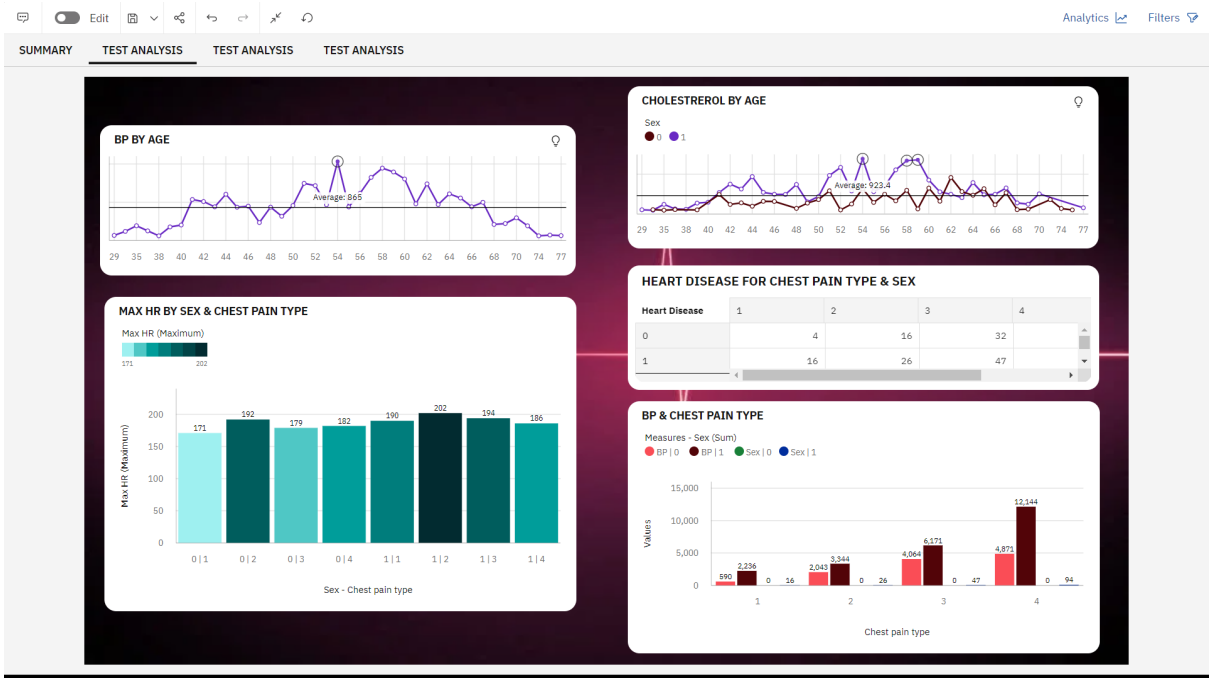 Edit
Analytics
Filters
SUMMARY
TEST ANALYSIS
TEST ANALYSIS
TEST ANALYSIS
BP BY AGE
Average: 865
29 35 38 40 42 44 46 48 50 52 54 56 58 60 62 64 66 68 70 74 77
CHOLESTREROL BY AGE
Sex
0 1
Average: 923.4
29 35 38 40 42 44 46 48 50 52 54 56 58 60 62 64 66 68 70 74 77
MAX HR BY SEX & CHEST PAIN TYPE
Max HR (Maximum)
171 202
Max HR (Maximum)
200
150
100
50
0
171 192 179 182 190 202 194 186
0 | 1 0 | 2 0 | 3 0 | 4 1 | 1 1 | 2 1 | 3 1 | 4
Sex - Chest pain type
HEART DISEASE FOR CHEST PAIN TYPE & SEX
Heart Disease 1 2 3 4
0 4 16 32
1 16 26 47
BP & CHEST PAIN TYPE
Measures - Sex (Sum)
BP | 0 BP | 1 Sex | 0 Sex | 1
Values
15,000
10,000
5,000
0
590 2,236 0 16 2,043 3,344 0 26 4,064 6,171 0 47 4,871 12,144 0 94
1 2 3 4
Chest pain type